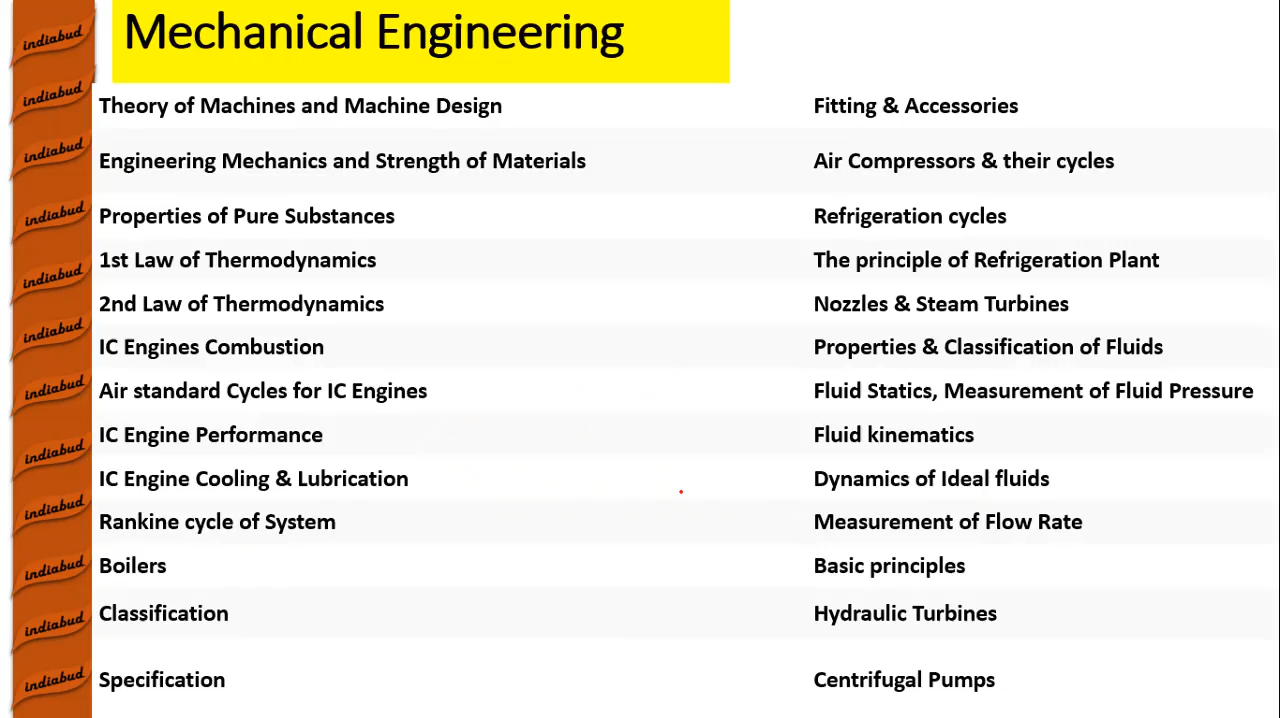 Mechanical Engineering
Theory of Machines and Machine Design
Fitting & Accessories
Engineering Mechanics and Strength of Materials
Air Compressors & their cycles
Properties of Pure Substances
Refrigeration cycles
1st Law of Thermodynamics
The principle of Refrigeration Plant
2nd Law of Thermodynamics
Nozzles & Steam Turbines
IC Engines Combustion
Properties & Classification of Fluids
Air standard Cycles for IC Engines
Fluid Statics, Measurement of Fluid Pressure
IC Engine Performance
Fluid kinematics
IC Engine Cooling & Lubrication
Dynamics of Ideal fluids
Rankine cycle of System
Measurement of Flow Rate
Boilers
Basic principles
Classification
Hydraulic Turbines
Specification
Centrifugal Pumps
indiabud
indiabud
indiabud
indiabud
indiabud
indiabud
indiabud
indiabud
indiabud
indiabud
indiabud
indiabud